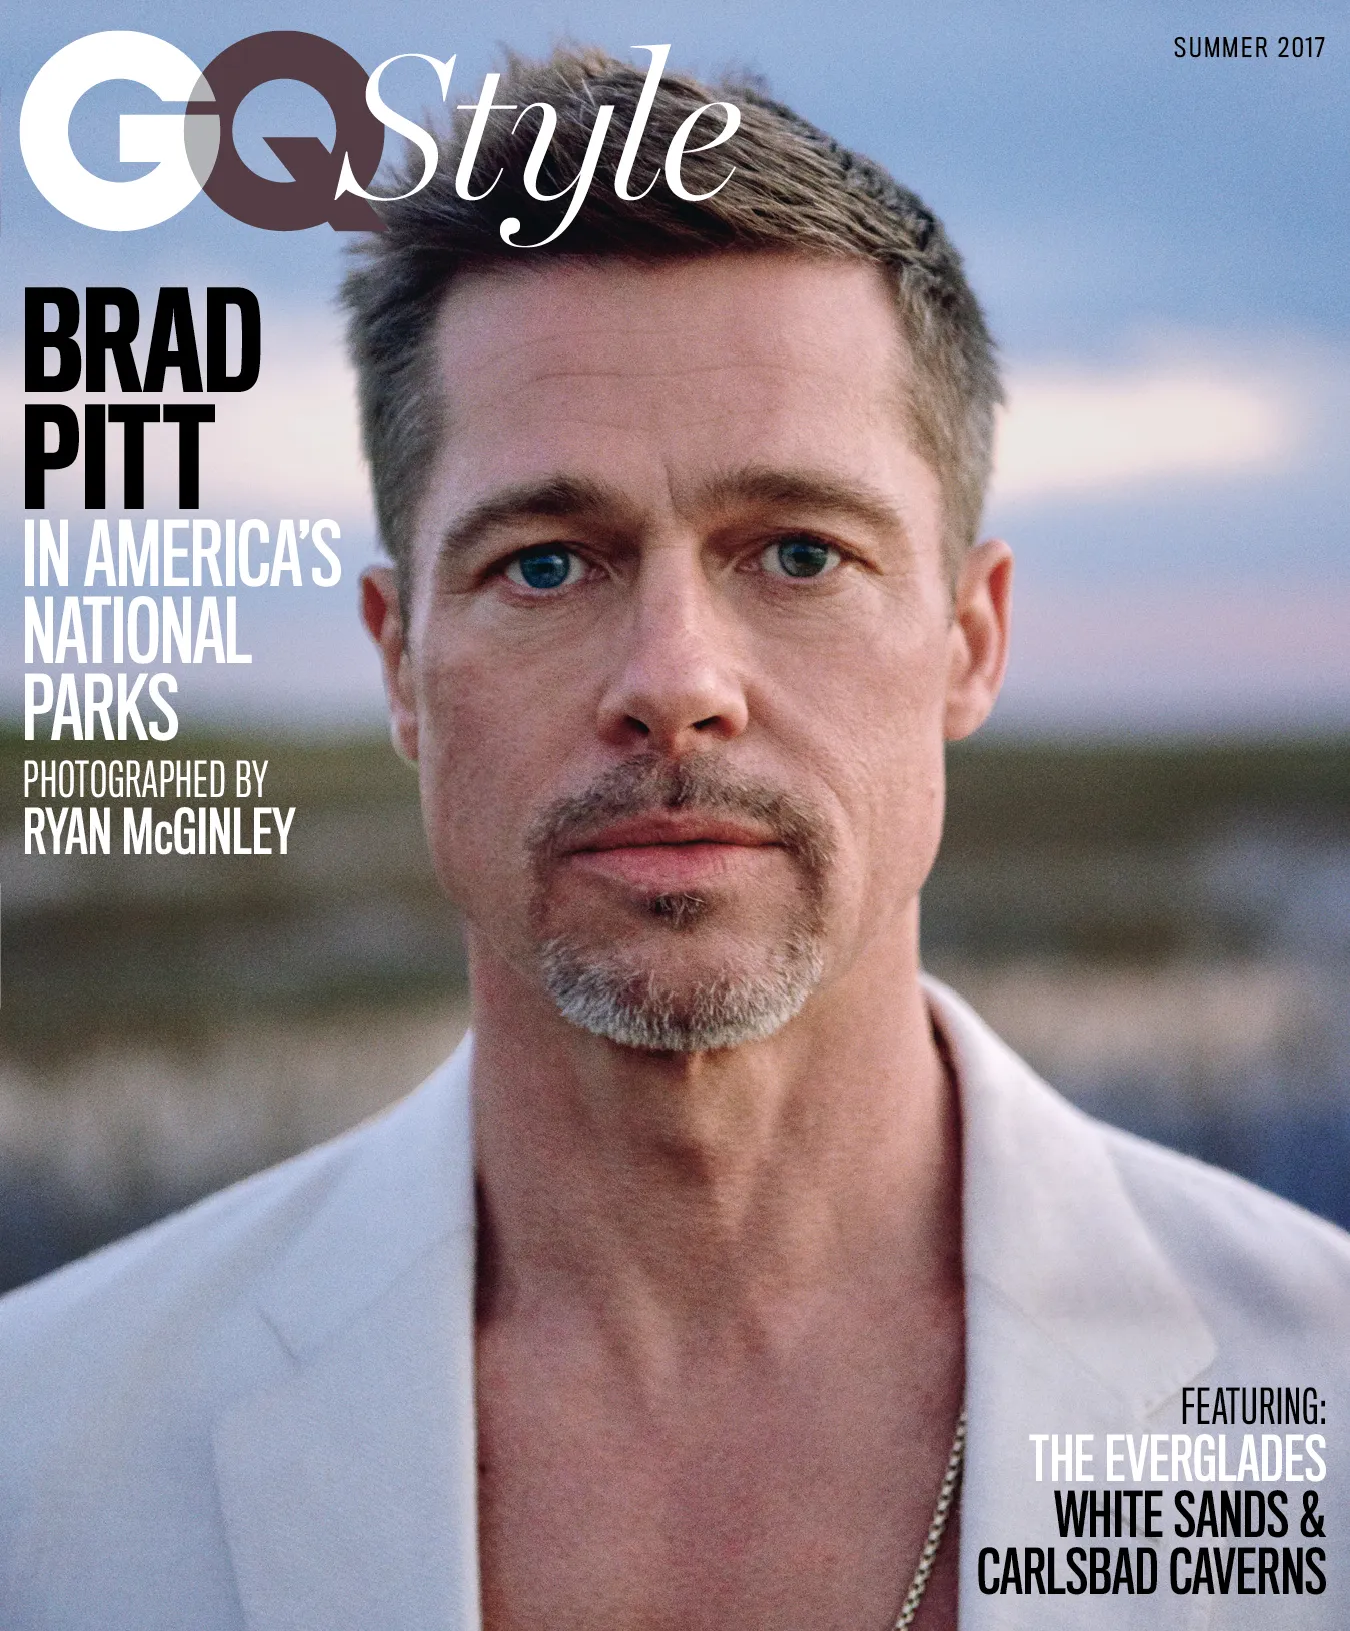 GQ Style
SUMMER 2017
BRAD
PITT
IN AMERICA'S
NATIONAL
PARKS
PHOTOGRAPHED BY
RYAN McGINLEY
FEATURING:
THE EVERGLADES
WHITE SANDS &
CARLSBAD CAVERNS